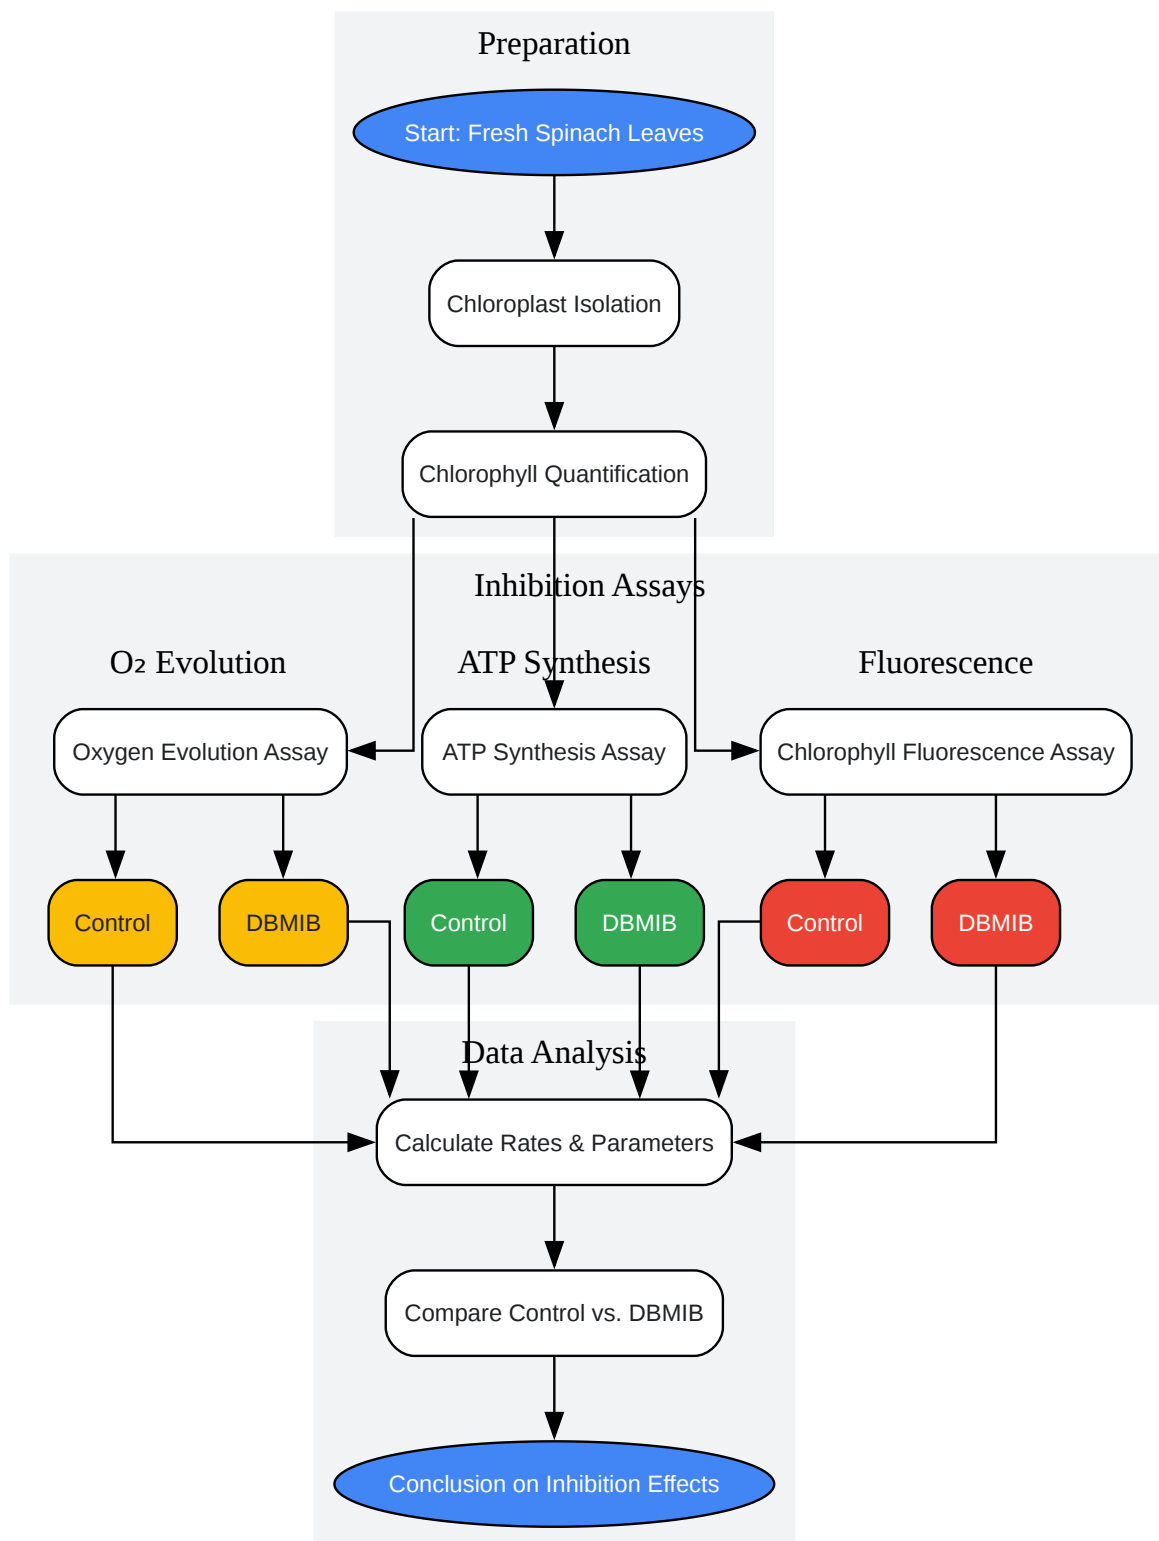 Preparation
Start: Fresh Spinach Leaves
Chloroplast Isolation
Chlorophyll Quantification
Inhibition Assays
O₂ Evolution
ATP Synthesis
Fluorescence
Oxygen Evolution Assay
ATP Synthesis Assay
Chlorophyll Fluorescence Assay
Control
DBMIB
Control
DBMIB
Control
DBMIB
Data Analysis
Calculate Rates & Parameters
Compare Control vs. DBMIB
Conclusion on Inhibition Effects